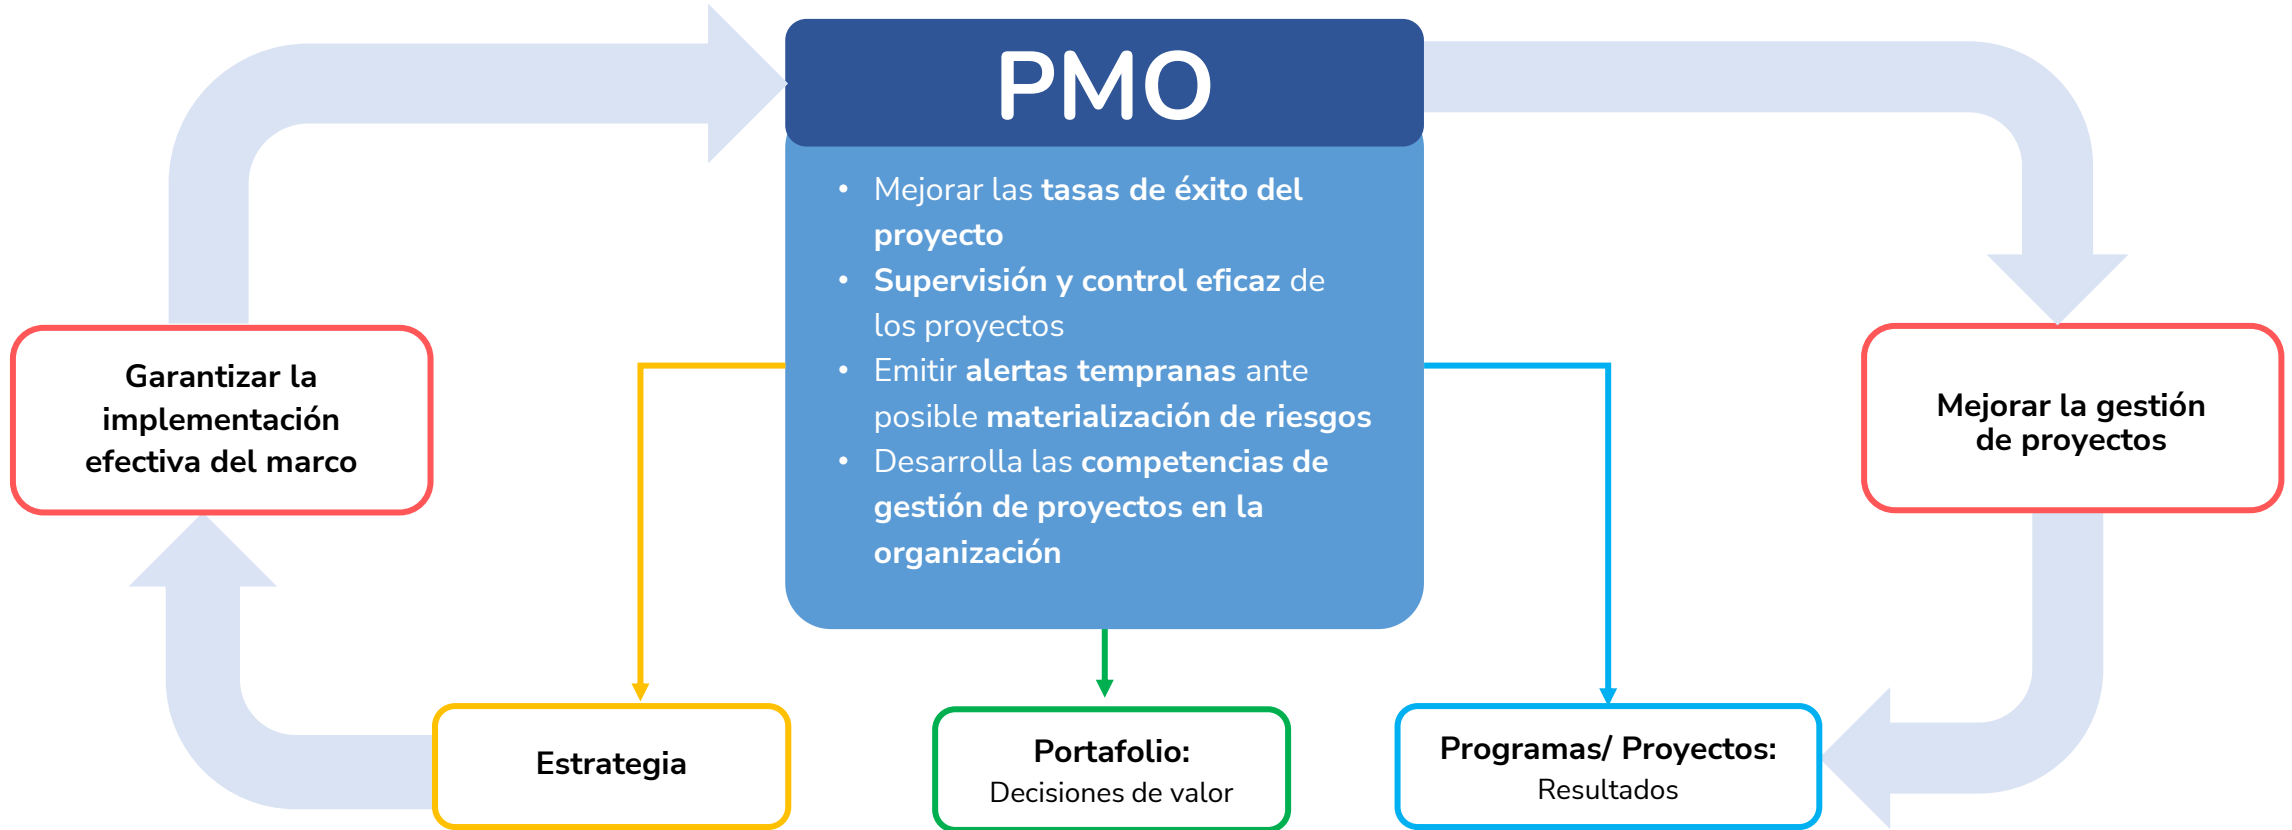 PMO
• Mejorar las tasas de éxito del
proyecto
• Supervisión y control eficaz de
los proyectos
• Emitir alertas tempranas ante
posible materialización de riesgos
• Desarrolla las competencias de
gestión de proyectos en la
organización
Garantizar la
implementación
efectiva del marco
Mejorar la gestión
de proyectos
Estrategia
Portafolio:
Decisiones de valor
Programas/ Proyectos:
Resultados